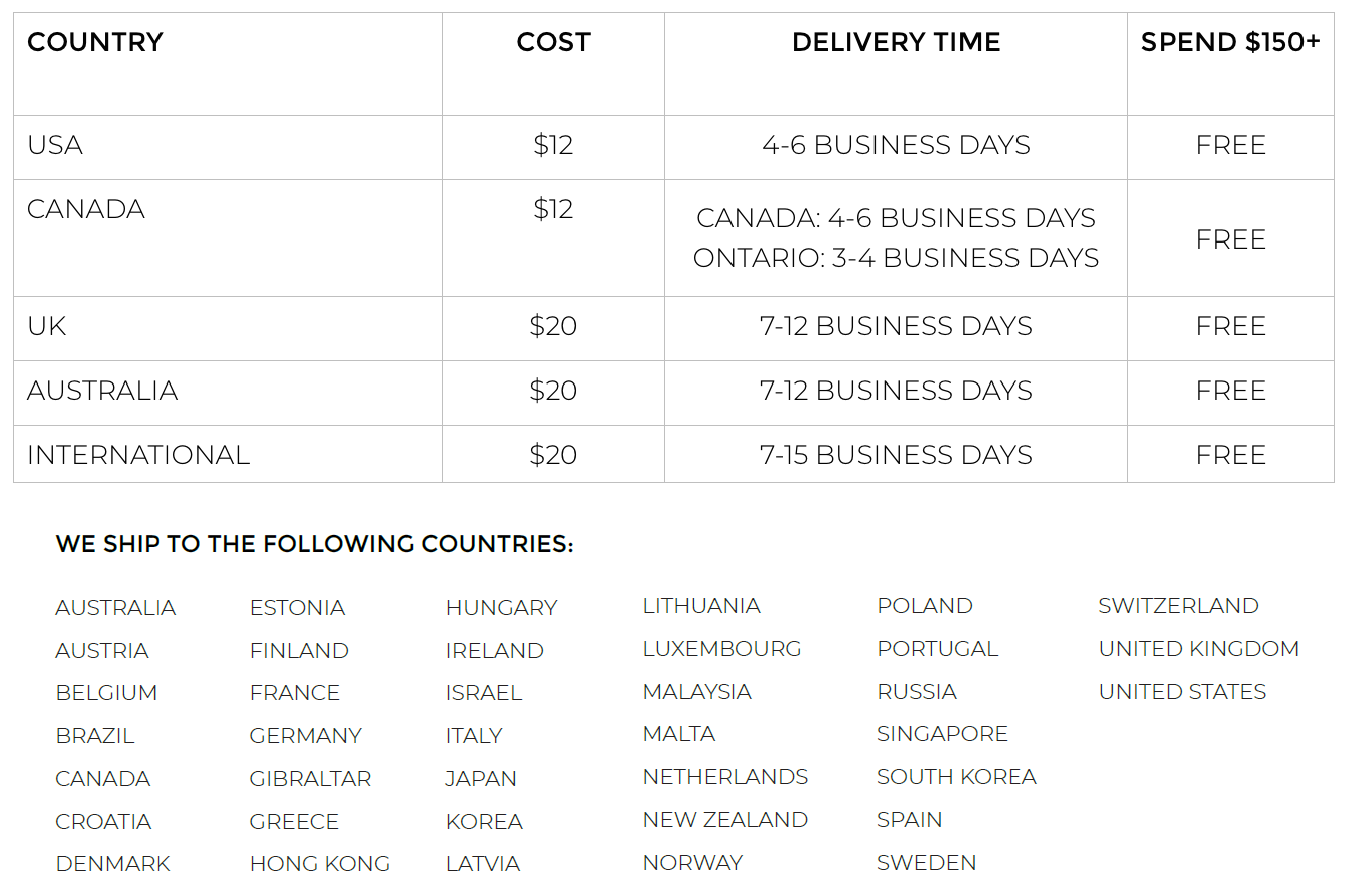 COUNTRY COST DELIVERY TIME SPEND $150+
USA $12 4-6 BUSINESS DAYS FREE
CANADA $12 CANADA: 4-6 BUSINESS DAYS FREE
ONTARIO: 3-4 BUSINESS DAYS
UK $20 7-12 BUSINESS DAYS FREE
AUSTRALIA $20 7-12 BUSINESS DAYS FREE
INTERNATIONAL $20 7-15 BUSINESS DAYS FREE
WE SHIP TO THE FOLLOWING COUNTRIES:
AUSTRALIA ESTONIA HUNGARY LITHUANIA POLAND SWITZERLAND
AUSTRIA FINLAND IRELAND LUXEMBOURG PORTUGAL UNITED KINGDOM
BELGIUM FRANCE ISRAEL MALAYSIA RUSSIA UNITED STATES
BRAZIL GERMANY ITALY MALTA SINGAPORE
CANADA GIBRALTAR JAPAN NETHERLANDS SOUTH KOREA
CROATIA GREECE KOREA NEW ZEALAND SPAIN
DENMARK HONG KONG LATVIA NORWAY SWEDEN